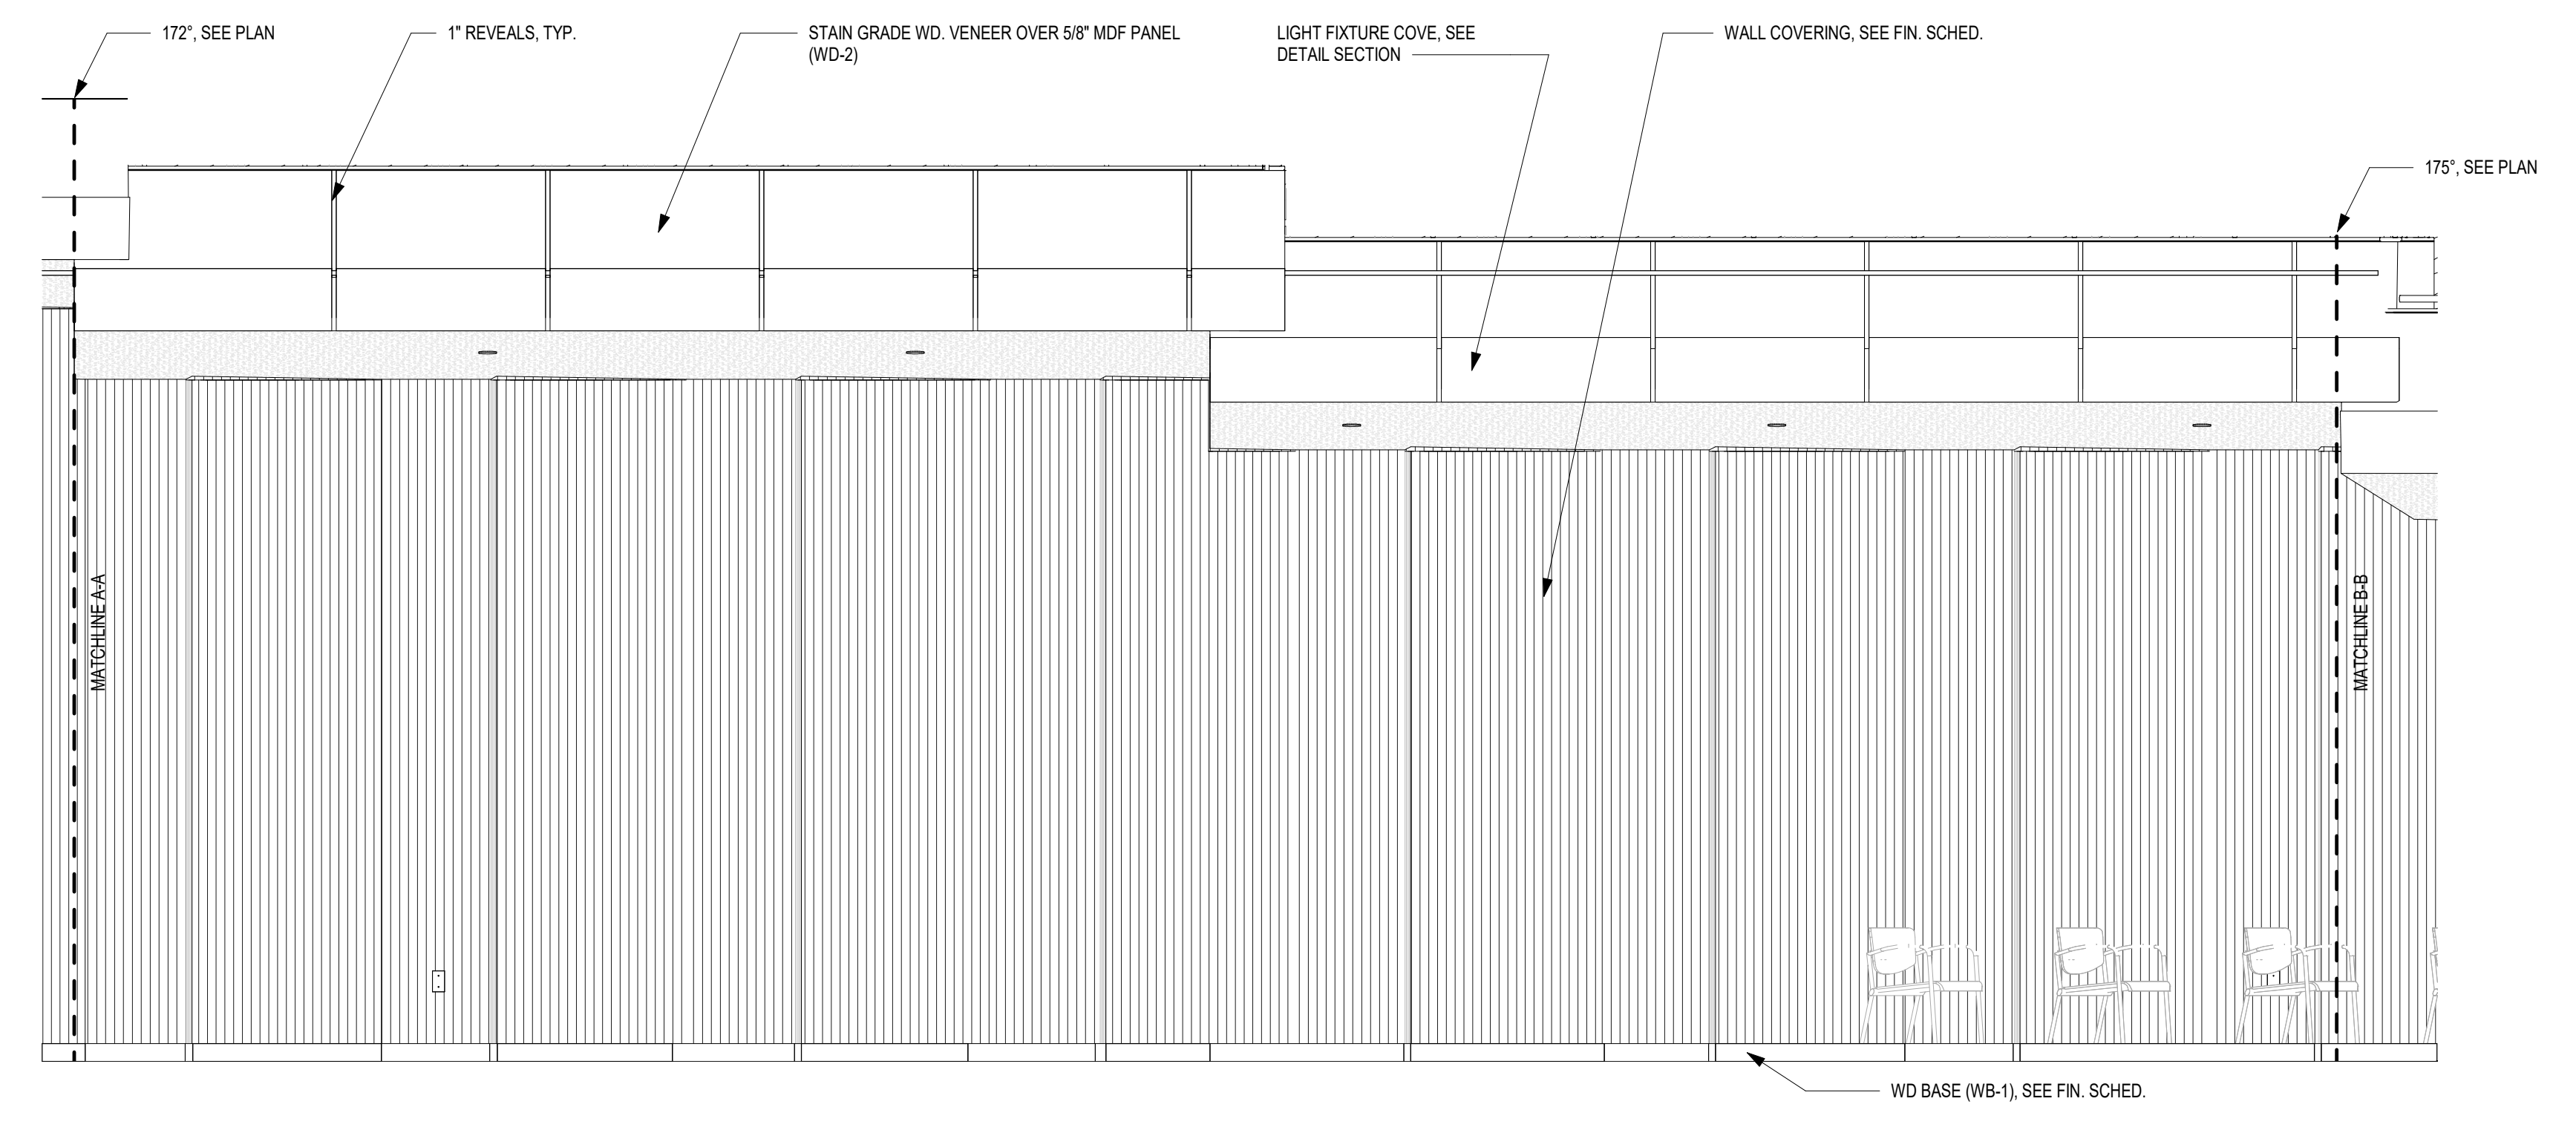 172°, SEE PLAN
1" REVEALS, TYP.
STAIN GRADE WD. VENEER OVER 5/8" MDF PANEL
(WD-2)
LIGHT FIXTURE COVE, SEE
DETAIL SECTION
WALL COVERING, SEE FIN. SCHED.
175°, SEE PLAN
MATCHLINE A-A
MATCHLINE B-B
WD BASE (WB-1), SEE FIN. SCHED.